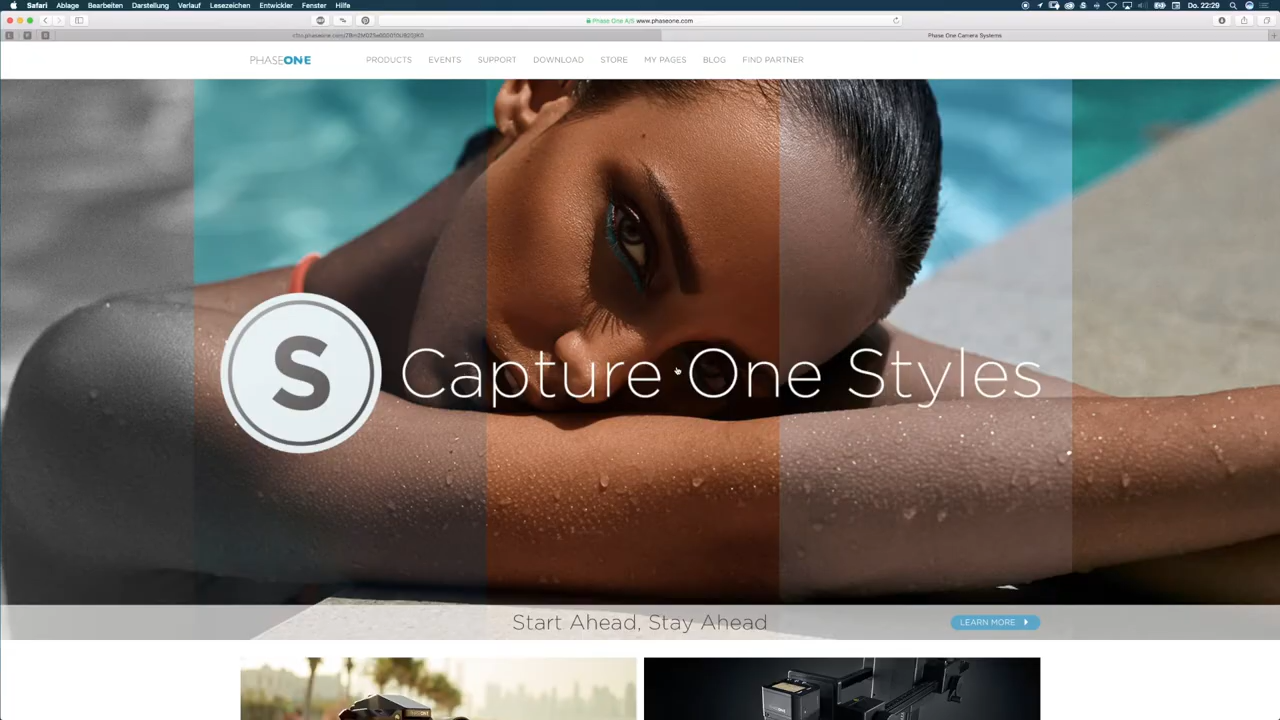 Safari Ablage Bearbeiten Darstellung Verlauf Lesezeichen Entwickler Fenster Hilfe
Do. 22:29
Phase One A/S www.phaseone.com
Phase One Camera Systems
PHASEONE
PRODUCTS EVENTS SUPPORT DOWNLOAD STORE MY PAGES BLOG FIND PARTNER
S Capture One Styles
Start Ahead, Stay Ahead
LEARN MORE
PHASEONE